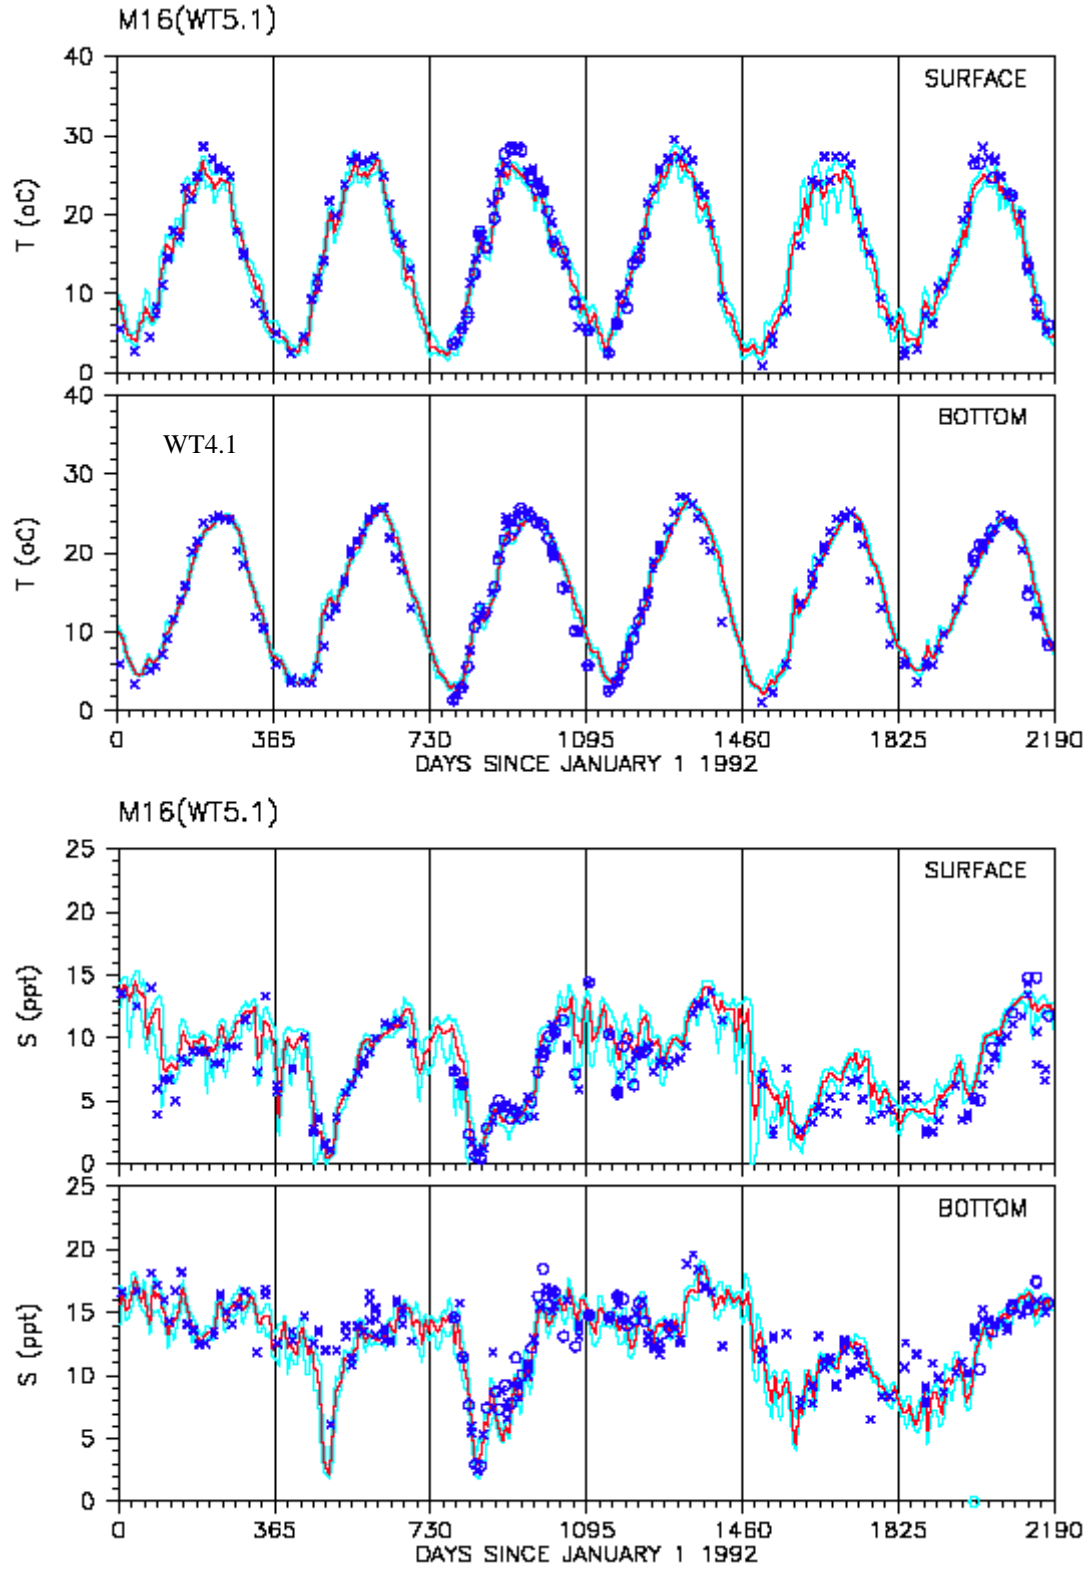 M16(WT5.1)
40
SURFACE
30
T (oC)
20
10
0
40
BOTTOM
WT4.1
30
T (oC)
20
10
0
0 365 730 1095 1460 1825 2190
DAYS SINCE JANUARY 1 1992
M16(WT5.1)
25
SURFACE
20
15
S (ppt)
10
5
0
25
BOTTOM
20
15
S (ppt)
10
5
0
0 365 730 1095 1460 1825 2190
DAYS SINCE JANUARY 1 1992